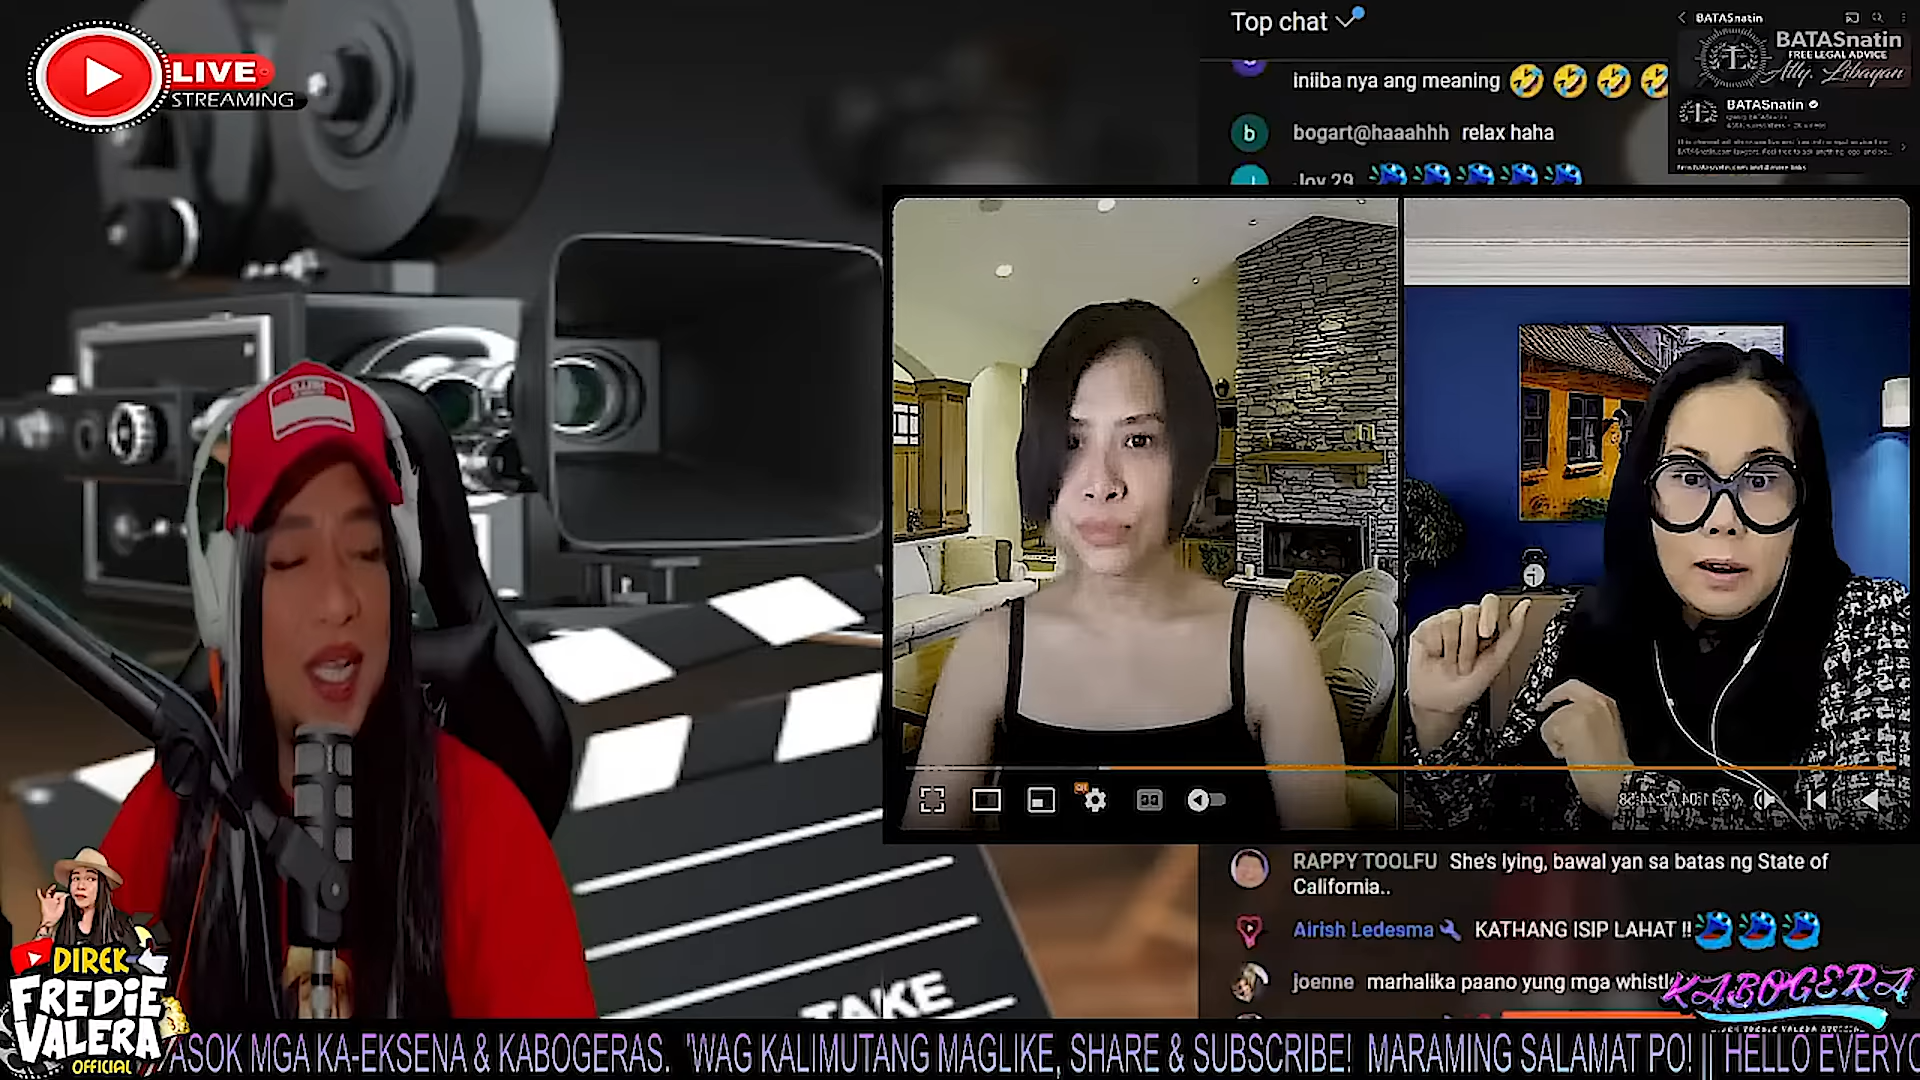 LIVE
STREAMING
Top chat
iniiba nya ang meaning
b
bogart@haaahhh relax haha
Joy 29
BATASnatin
BATASnatin
FREE LEGAL ADVICE
Atty. Libayan
BATASnatin
RAPPY TOOLFU She's lying, bawal yan sa batas ng State of
California..
Airish Ledesma KATHANG ISIP LAHAT !!
joenne marhalika paano yung mga whistl
KABOGERA
TAKE
DIREK
FREDiE
VALERA
OFFICIAL
ASOK MGA KA-EKSENA & KABOGERAS. "WAG KALIMUTANG MAGLIKE, SHARE & SUBSCRIBE! MARAMING SALAMAT PO! || HELLO EVERYO